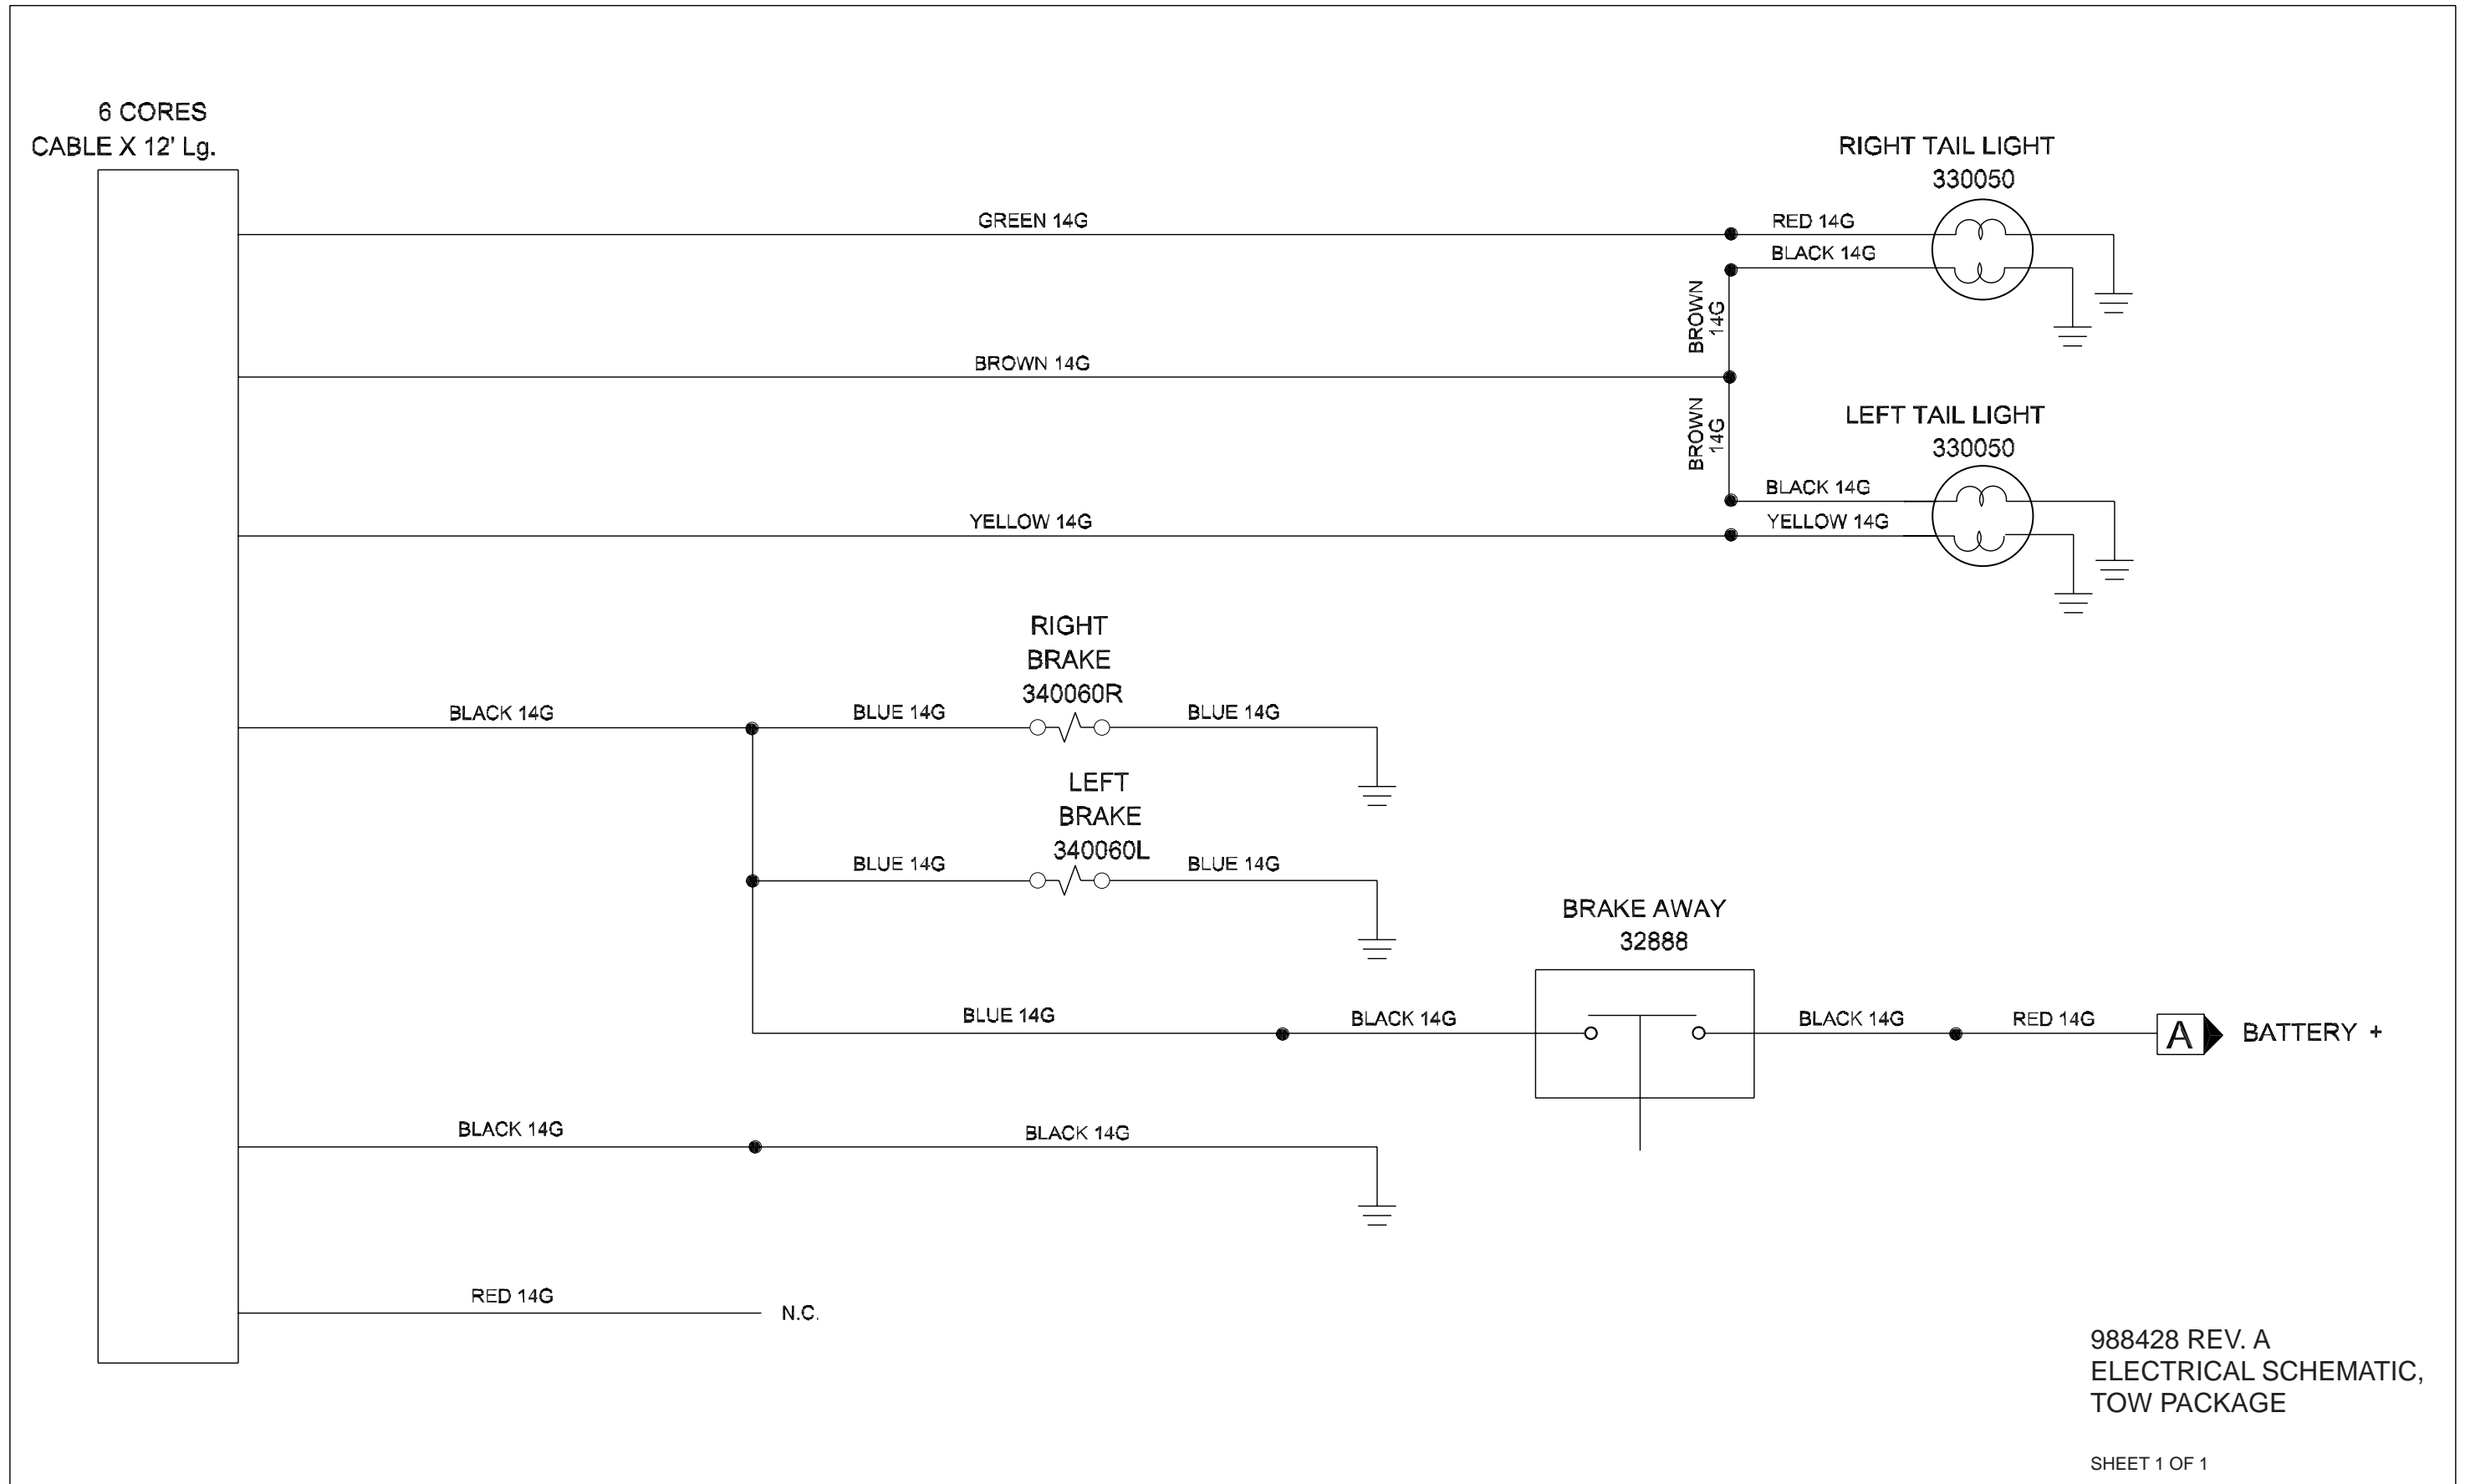 6 CORES
CABLE X 12' Lg.
RIGHT TAIL LIGHT
330050
GREEN 14G
RED 14G
BLACK 14G
BROWN
14G
BROWN 14G
BROWN
14G
LEFT TAIL LIGHT
330050
BLACK 14G
YELLOW 14G
YELLOW 14G
RIGHT
BRAKE
340060R
BLACK 14G
BLUE 14G
BLUE 14G
LEFT
BRAKE
340060L
BLUE 14G
BLUE 14G
BRAKE AWAY
32888
BLUE 14G
BLACK 14G
BLACK 14G
RED 14G
A
BATTERY +
BLACK 14G
BLACK 14G
RED 14G
N.C.
988428 REV. A
ELECTRICAL SCHEMATIC,
TOW PACKAGE
SHEET 1 OF 1